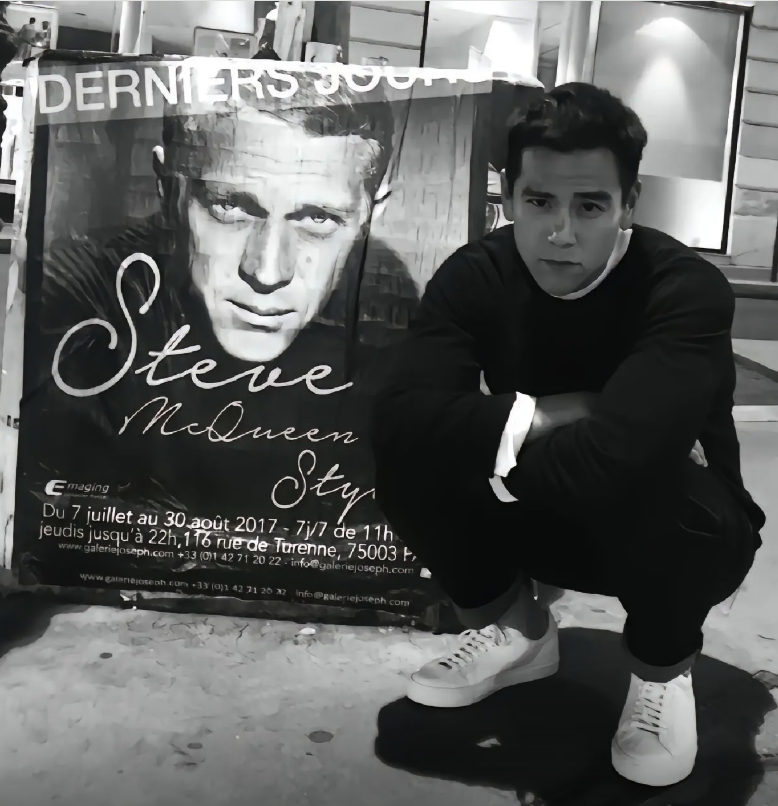 DERNIERS JOURS
Steve
McQueen
Emaging
Du 7 juillet au 30 août 2017 - 7j/7 de 11h
jeudis jusqu'à 22h, 116 rue de Turenne, 75003
www.galeriejoseph.com +33 (0)1 42 71 20 22 - info@galeriejoseph.com
www.galeriejoseph.com +33 (0)1 42 71 20 22 info@galeriejoseph.com